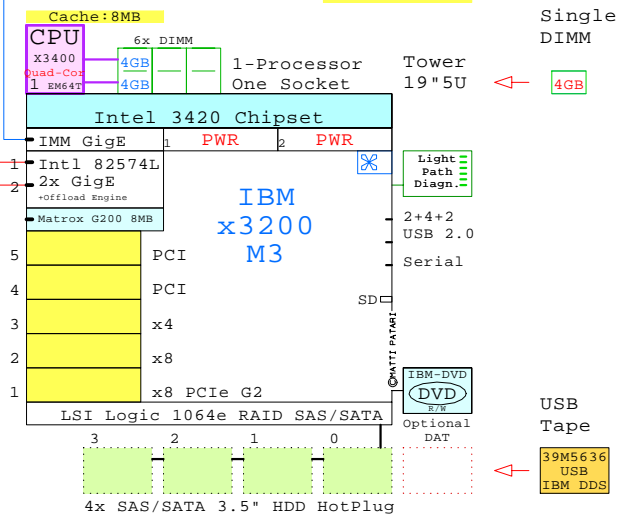 Cache:8MB
Single
DIMM
CPU
X3400
Quad-Cor
1 EM64T
6x DIMM
4GB
4GB
1-Processor
One Socket
Tower
19"5U
4GB
Intel 3420 Chipset
IMM GigE
1 PWR
2 PWR
1 Intl 82574L
2 2x GigE
+Offload Engine
Matrox G200 8MB
IBM
x3200
M3
Light
Path
Diagn.
2+4+2
USB 2.0
Serial
SD
5 PCI
4 PCI
3 x4
2 x8
1 x8 PCIe G2
©MATTI PATARI
IBM-DVD
DVD
R/W
Optional
DAT
LSI Logic 1064e RAID SAS/SATA
3 2 1 0
USB
Tape
39M5636
USB
IBM DDS
4x SAS/SATA 3.5" HDD HotPlug